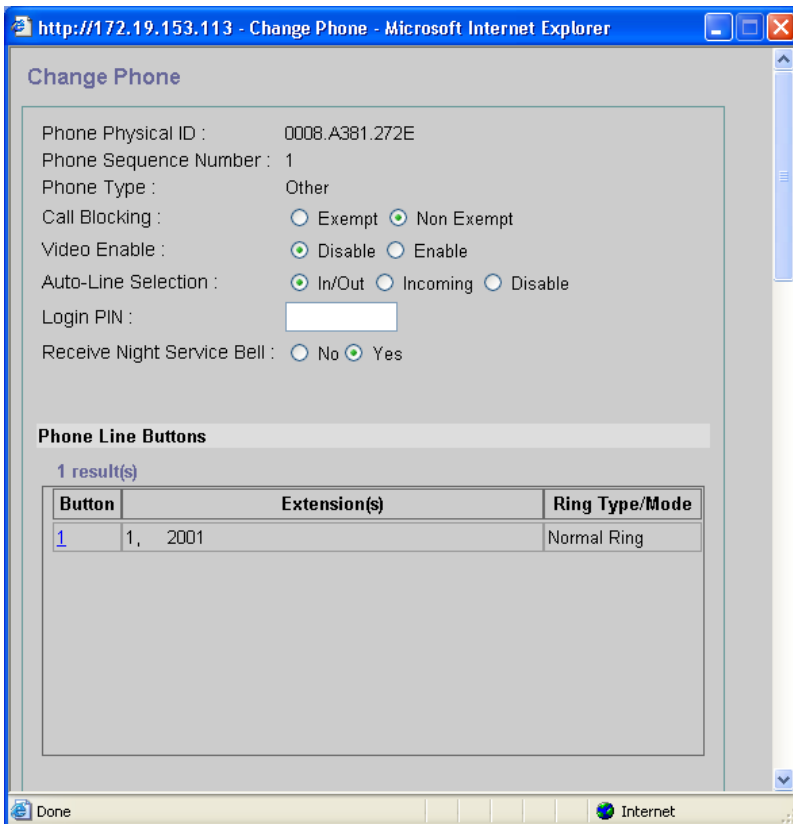 http://172.19.153.113 - Change Phone - Microsoft Internet Explorer
Change Phone
Phone Physical ID : 0008.A381.272E
Phone Sequence Number : 1
Phone Type : Other
Call Blocking : Exempt Non Exempt
Video Enable : Disable Enable
Auto-Line Selection : In/Out Incoming Disable
Login PIN :
Receive Night Service Bell : No Yes
Phone Line Buttons
1 result(s)
Button Extension(s) Ring Type/Mode
1 1, 2001 Normal Ring
Done Internet